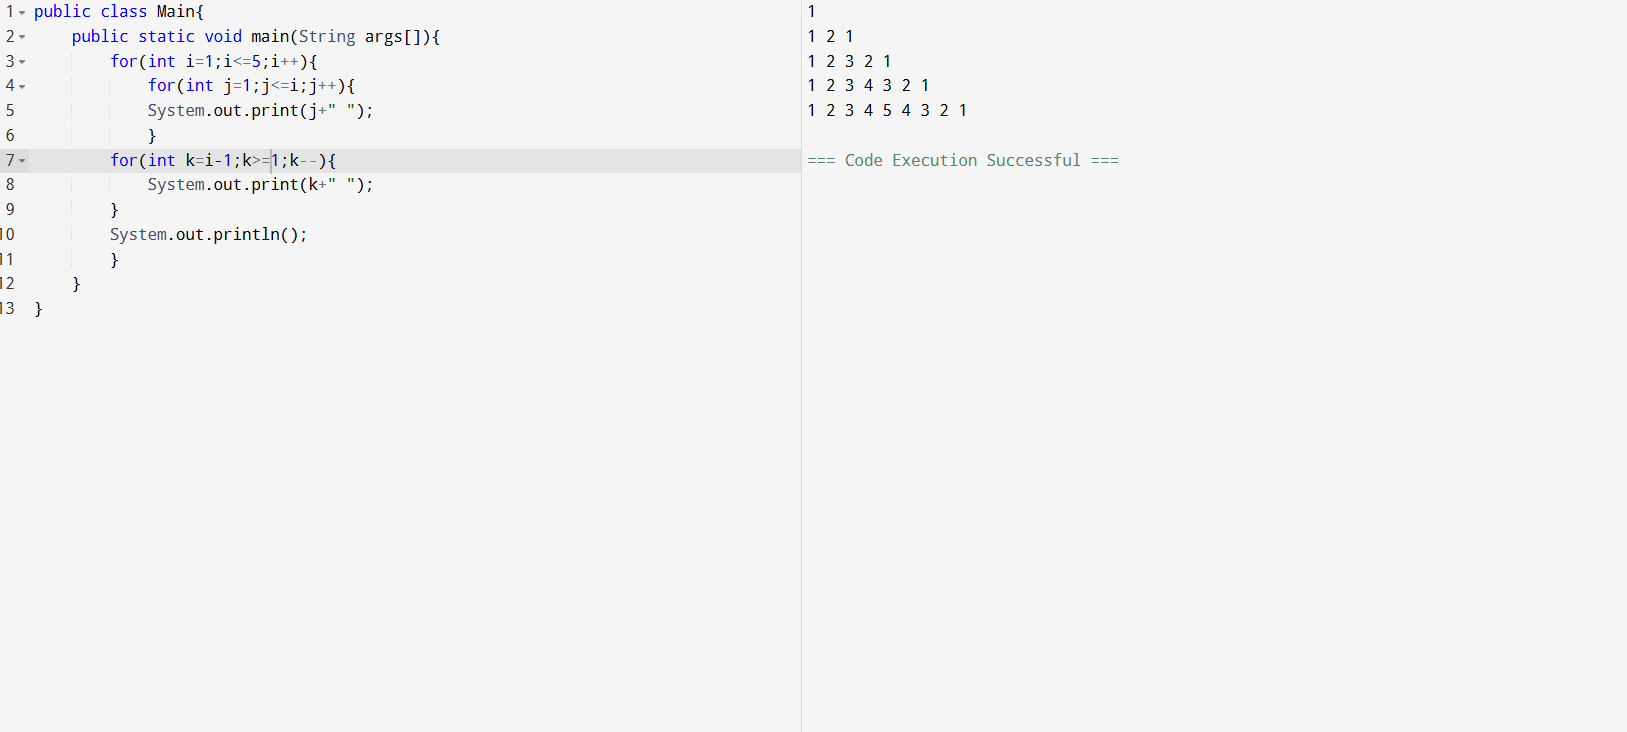 1 public class Main{
2     public static void main(String args[]){
3         for(int i=1;i<=5;i++){
4             for(int j=1;j<=i;j++){
5             System.out.print(j+" ");
6             }
7         for(int k=i-1;k>=1;k--){
8             System.out.print(k+" ");
9         }
10         System.out.println();
11         }
12     }
13 }
1
1 2 1
1 2 3 2 1
1 2 3 4 3 2 1
1 2 3 4 5 4 3 2 1
=== Code Execution Successful ===